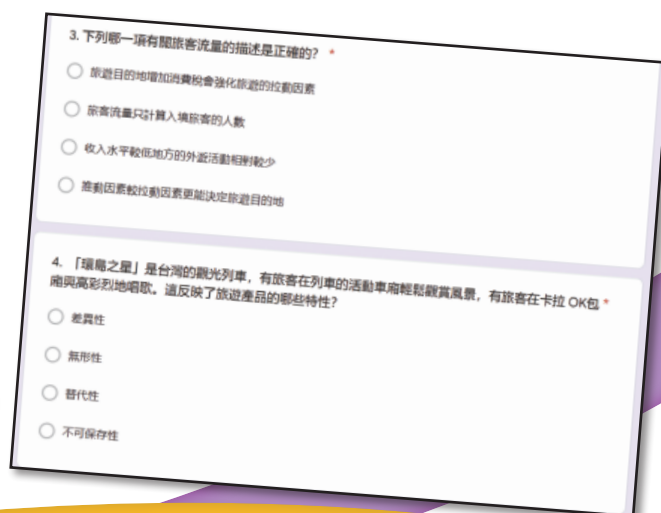 3. 下列哪一項有關旅客流量的描述是正確的? *
旅遊目的地增加消費稅會強化旅遊的拉動因素
旅客流量只計算入境旅客的人數
收入水平較低地方的外遊活動相對較少
推動因素較拉動因素更能決定旅遊目的地
4. 「環島之星」是台灣的觀光列車，有旅客在列車的活動車廂輕鬆觀賞風景，有旅客在卡拉 OK包 *
廂興高彩烈地唱歌。這反映了旅遊產品的哪些特性?
差異性
無形性
替代性
不可保存性